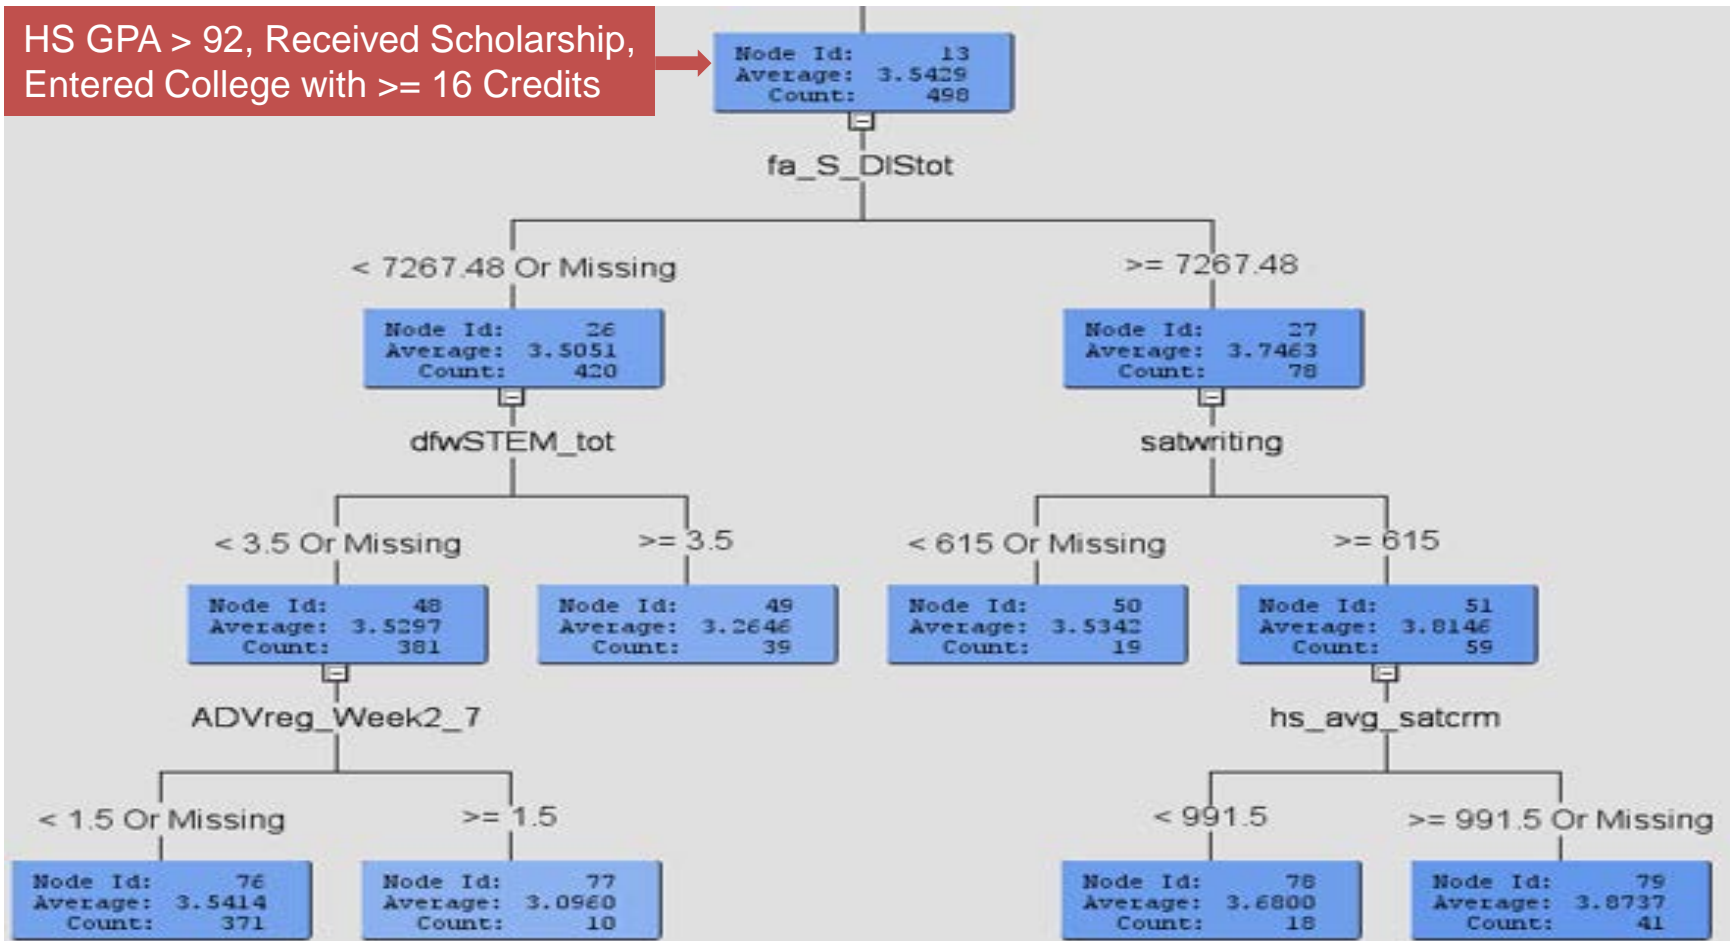 HS GPA > 92, Received Scholarship,
Entered College with >= 16 Credits
Node Id: 13
Average: 3.5429
Count: 498
fa_S_DIStot
< 7267.48 Or Missing
>= 7267.48
Node Id: 26
Average: 3.5051
Count: 420
Node Id: 27
Average: 3.7463
Count: 78
dfwSTEM_tot
satwriting
< 3.5 Or Missing
>= 3.5
< 615 Or Missing
>= 615
Node Id: 48
Average: 3.5297
Count: 381
Node Id: 49
Average: 3.2646
Count: 39
Node Id: 50
Average: 3.5342
Count: 19
Node Id: 51
Average: 3.8146
Count: 59
ADVreg_Week2_7
hs_avg_satcrm
< 1.5 Or Missing
>= 1.5
< 991.5
>= 991.5 Or Missing
Node Id: 76
Average: 3.5414
Count: 371
Node Id: 77
Average: 3.0960
Count: 10
Node Id: 78
Average: 3.6800
Count: 18
Node Id: 79
Average: 3.8737
Count: 41